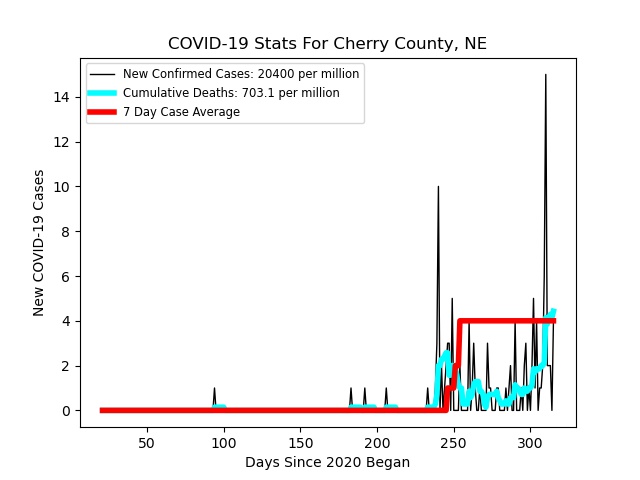 COVID-19 Stats For Cherry County, NE
New Confirmed Cases: 20400 per million
Cumulative Deaths: 703.1 per million
7 Day Case Average
New COVID-19 Cases
14
12
10
8
6
4
2
0
50 100 150 200 250 300
Days Since 2020 Began